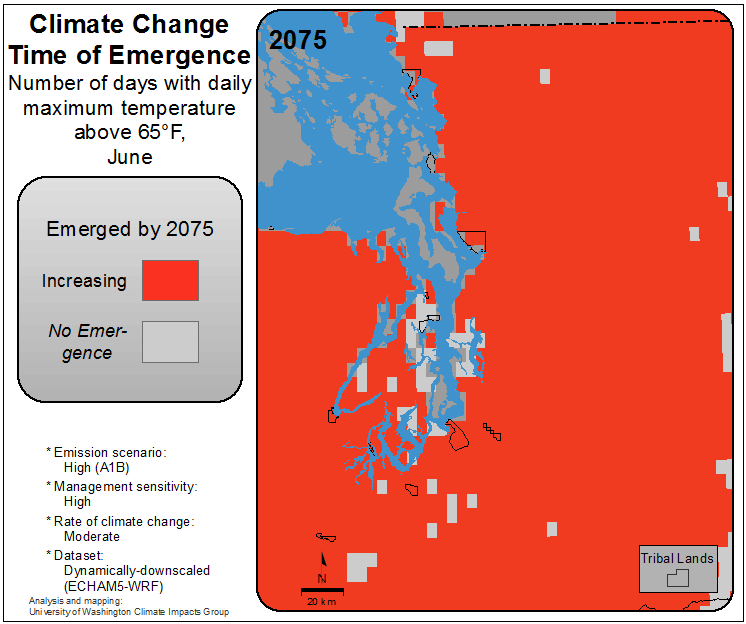 Climate Change
Time of Emergence
Number of days with daily
maximum temperature
above 65°F,
June
Emerged by 2075
Increasing
No Emer-
gence
* Emission scenario:
High (A1B)
* Management sensitivity:
High
* Rate of climate change:
Moderate
* Dataset:
Dynamically-downscaled
(ECHAM5-WRF)
Analysis and mapping:
University of Washington Climate Impacts Group
2075
N
20 km
Tribal Lands